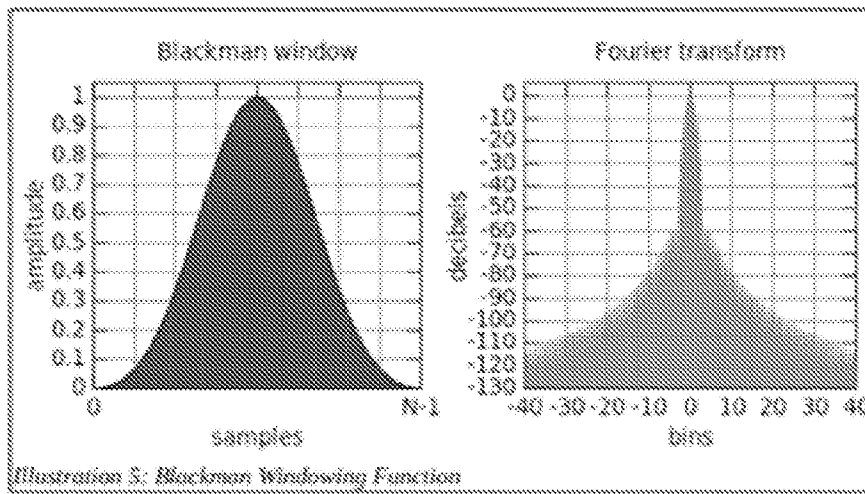 Blackman window
Fourier transform
amplitude
1
0.9
0.8
0.7
0.6
0.5
0.4
0.3
0.2
0.1
0
0
N-1
samples
decibels
0
-10
-20
-30
-40
-50
-60
-70
-80
-90
-100
-110
-120
-130
-40 -30 -20 -10 0 10 20 30 40
bins
Illustration 5: Blackman Windowing Function